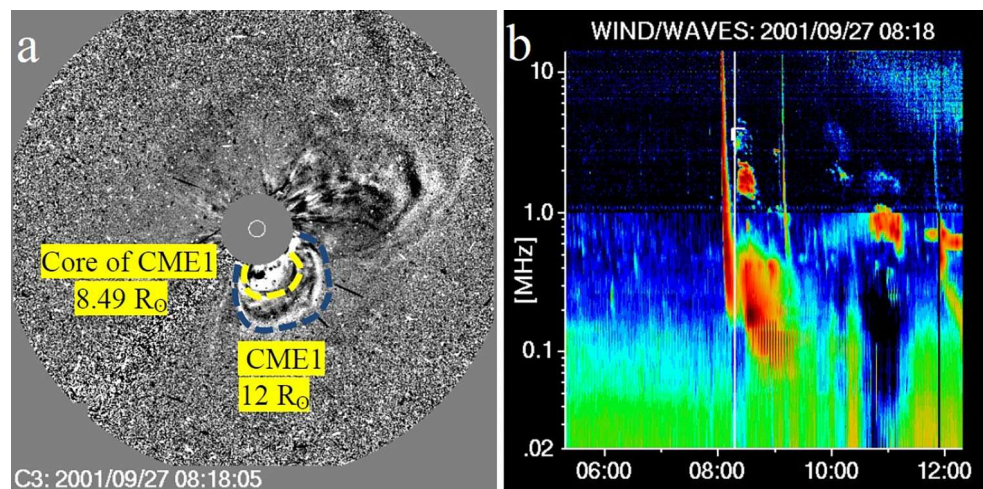 a
Core of CME1
8.49 R⊙
CME1
12 R⊙
C3: 2001/09/27 08:18:05
b
WIND/WAVES: 2001/09/27 08:18
10
1.0
[MHz]
0.1
.02
06:00 08:00 10:00 12:00